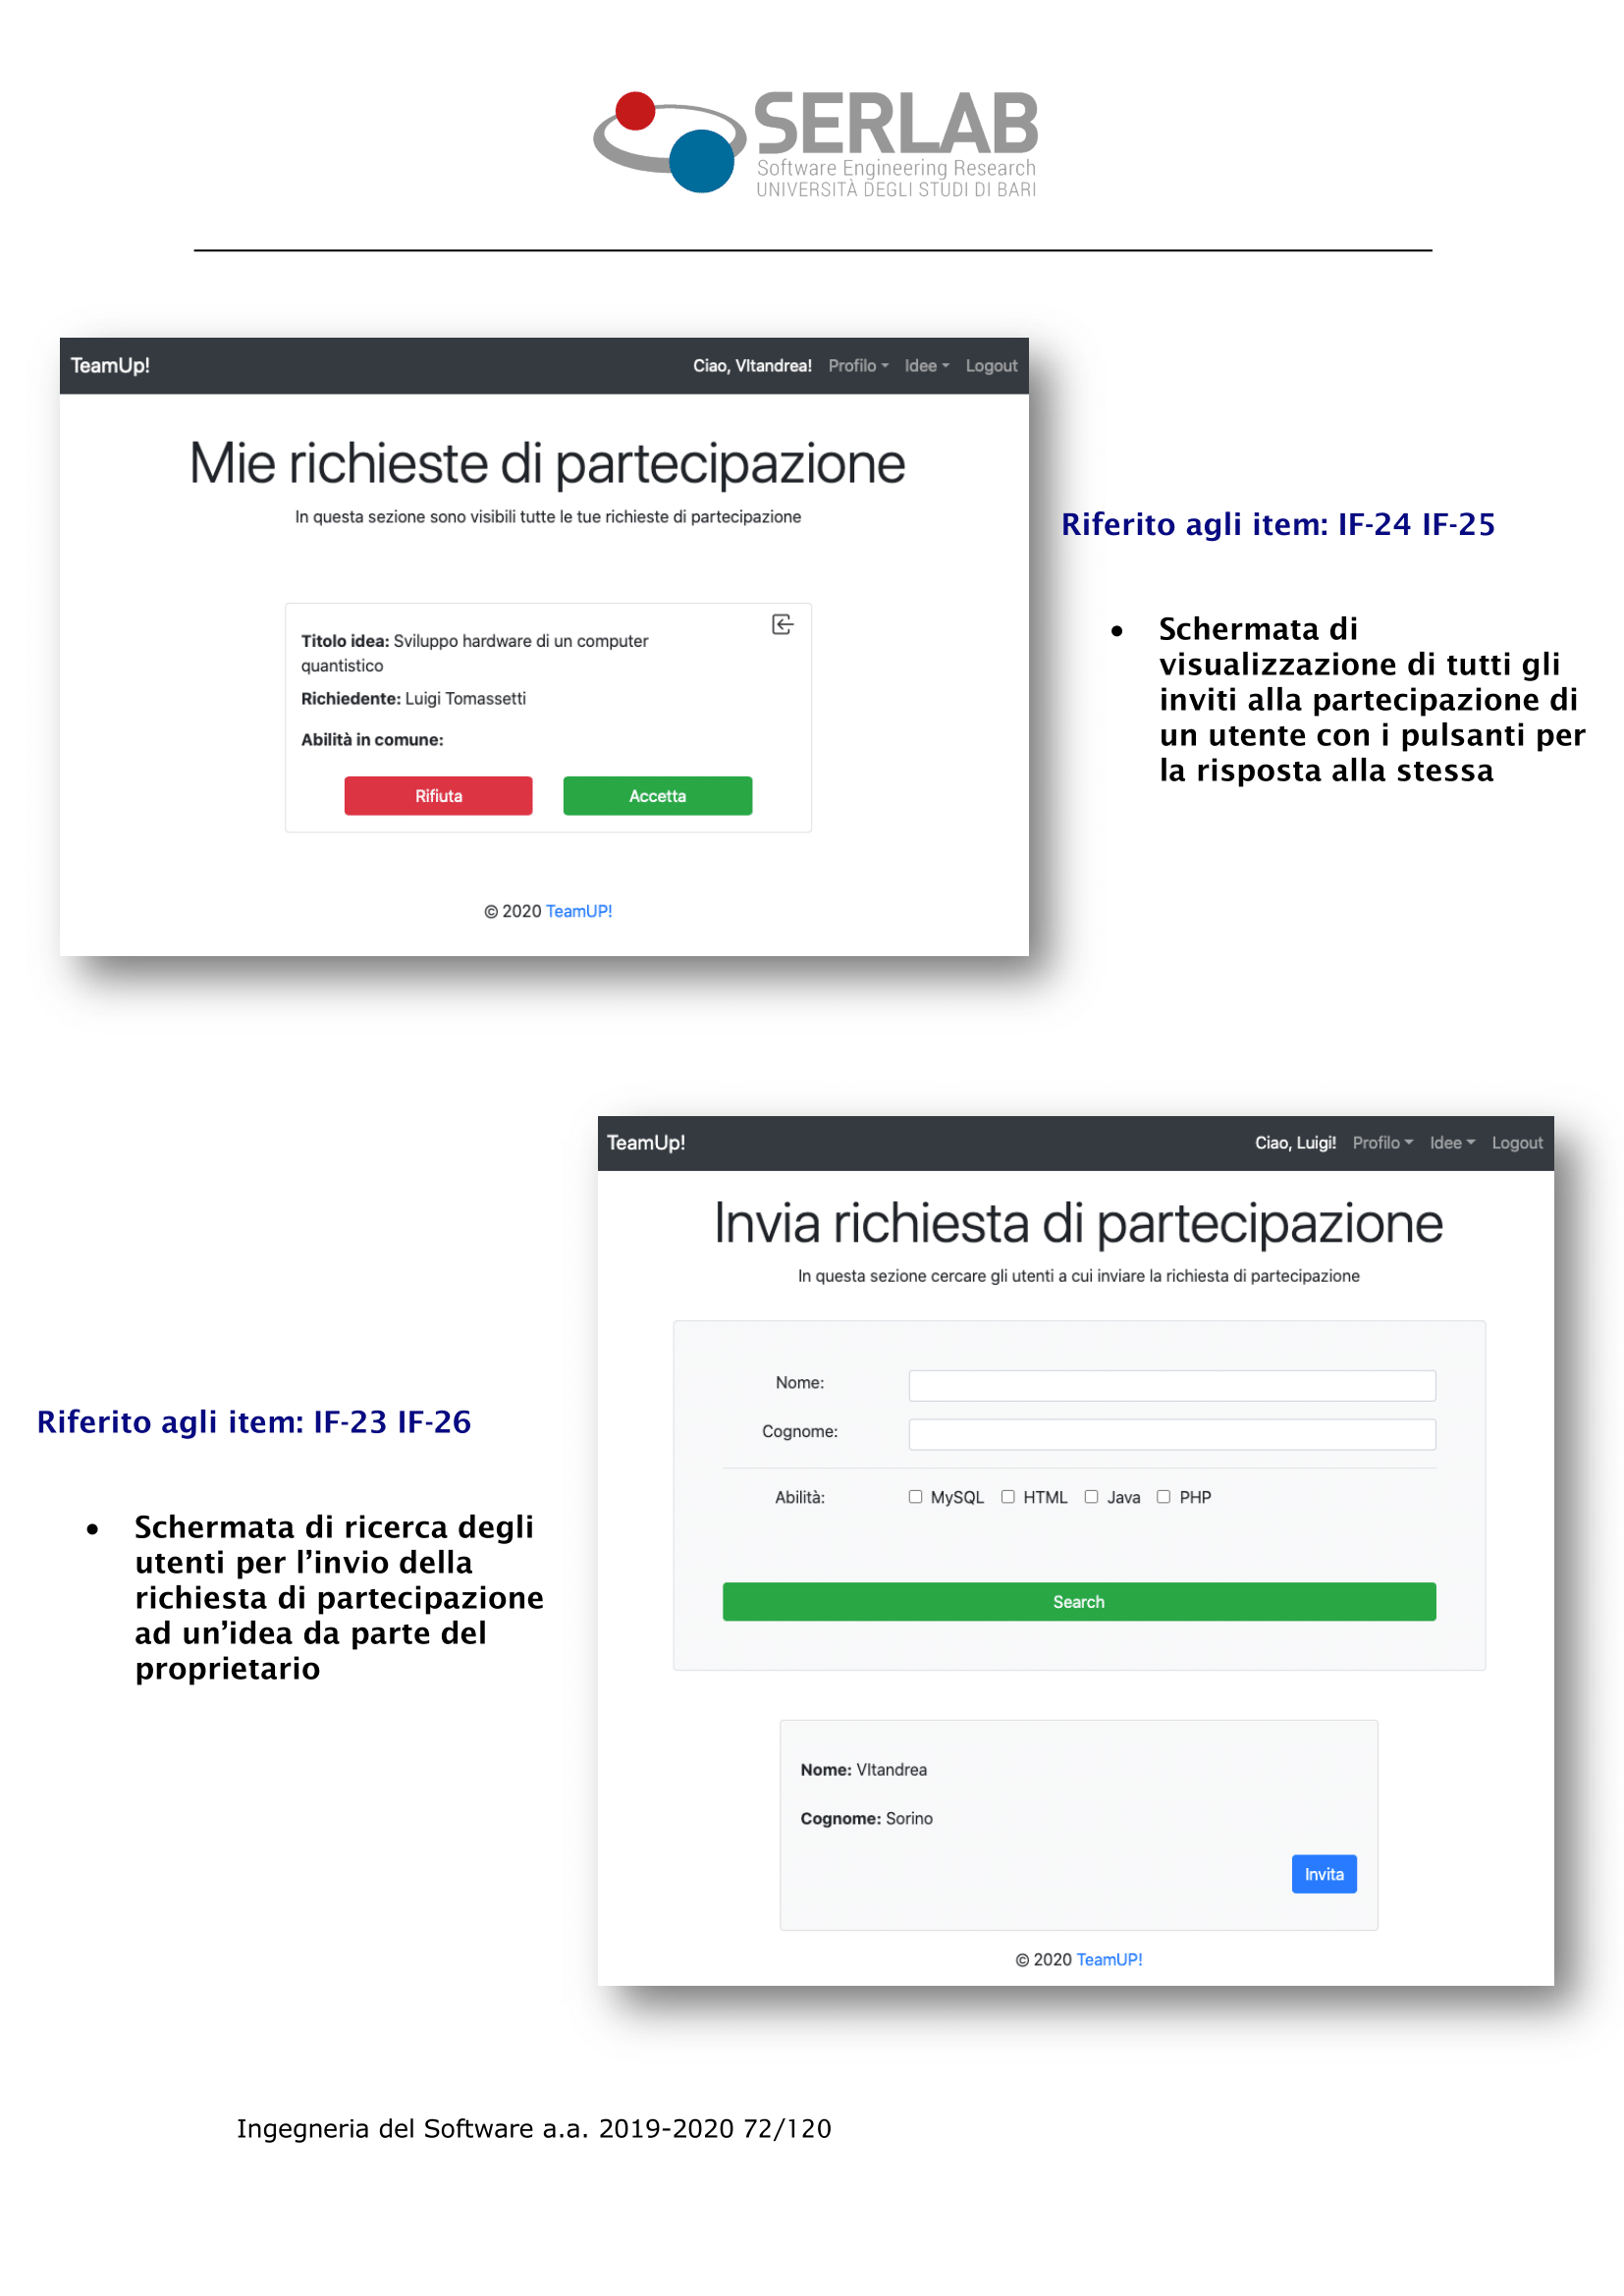 SERLAB
Software Engineering Research
UNIVERSITÀ DEGLI STUDI DI BARI
TeamUp!
Ciao, VItandrea! Profilo Idee Logout
Mie richieste di partecipazione
In questa sezione sono visibili tutte le tue richieste di partecipazione
Titolo idea: Sviluppo hardware di un computer
quantistico
Richiedente: Luigi Tomassetti
Abilità in comune:
Rifiuta Accetta
© 2020 TeamUP!
Riferito agli item: IF-24 IF-25
• Schermata di
visualizzazione di tutti gli
inviti alla partecipazione di
un utente con i pulsanti per
la risposta alla stessa
Riferito agli item: IF-23 IF-26
• Schermata di ricerca degli
utenti per l’invio della
richiesta di partecipazione
ad un’idea da parte del
proprietario
TeamUp!
Ciao, Luigi! Profilo Idee Logout
Invia richiesta di partecipazione
In questa sezione cercare gli utenti a cui inviare la richiesta di partecipazione
Nome:
Cognome:
Abilità: MySQL HTML Java PHP
Search
Nome: VItandrea
Cognome: Sorino
Invita
© 2020 TeamUP!
Ingegneria del Software a.a. 2019-2020 72/120